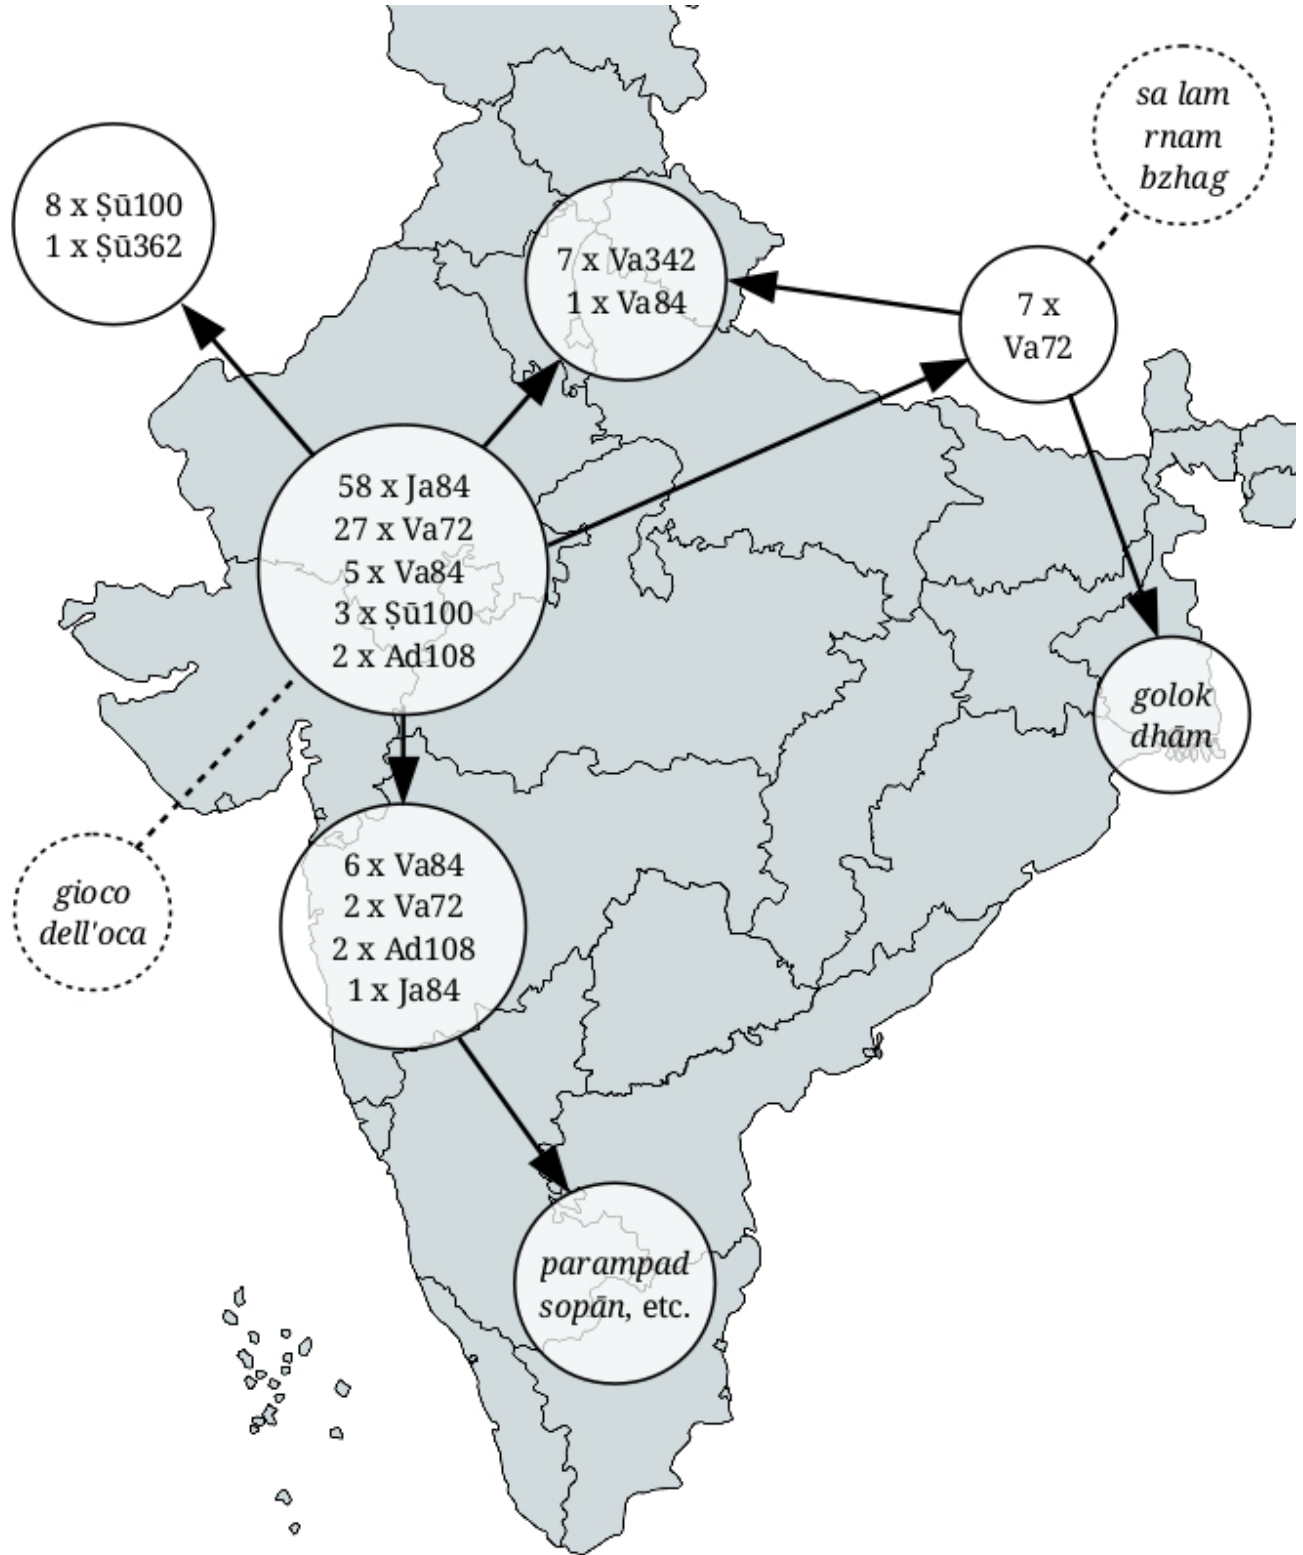 sa lam
rnam
bzhag
8 x Ṣū100
1 x Ṣū362
7 x Va342
1 x Va84
7 x
Va72
58 x Ja84
27 x Va72
5 x Va84
3 x Ṣū100
2 x Ad108
golok
dhām
gioco
dell'oca
6 x Va84
2 x Va72
2 x Ad108
1 x Ja84
parampad
sopān, etc.